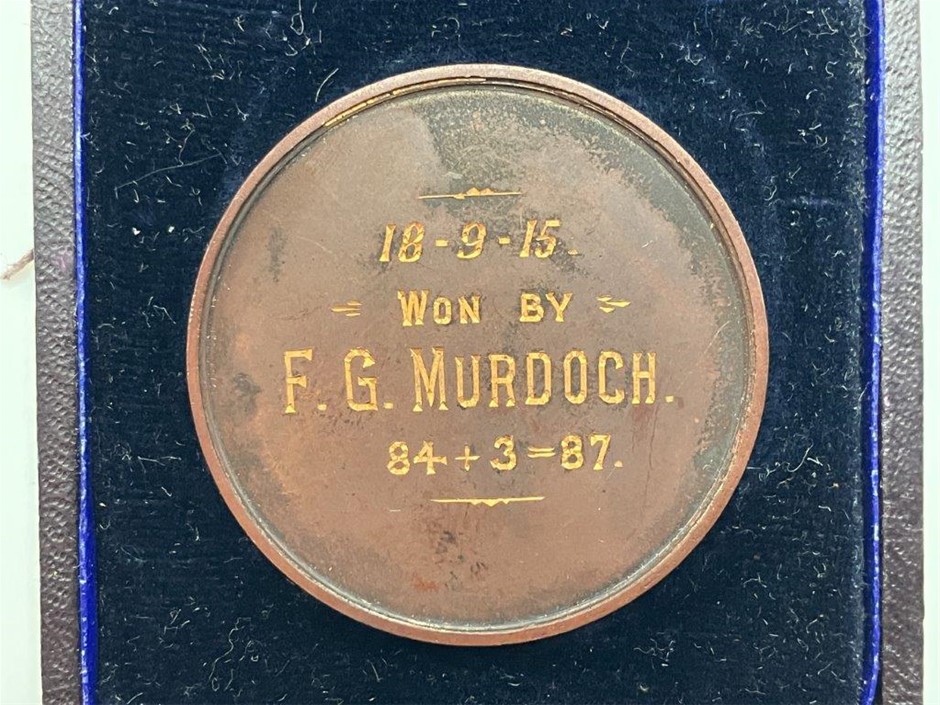 18-9-15.
WON BY
F. G. MURDOCH.
84+3=87.